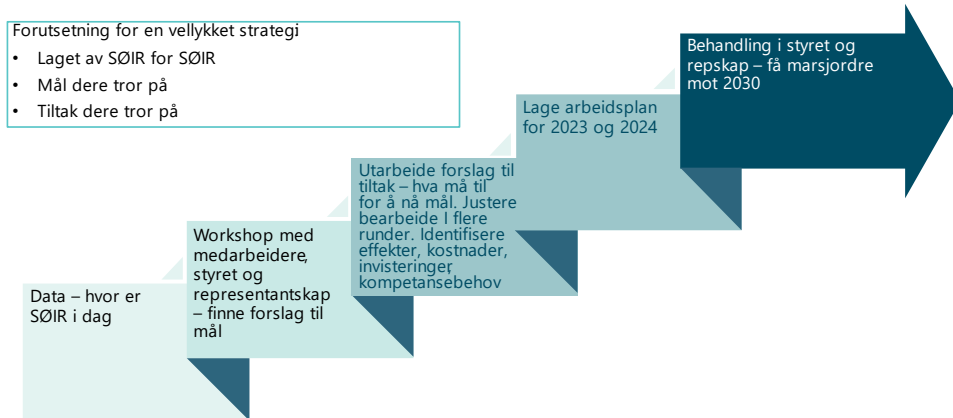 Forutsetning for en vellykket strategi:
• Laget av SØIR for SØIR
• Mål dere tror på
• Tiltak dere tror på
Data – hvor er
SØIR i dag
Workshop med
medarbeidere,
styret og
representantskap
– finne forslag til
mål
Utarbeide forslag til
tiltak – hva må til
for å nå mål. Justere
bearbeide I flere
runder. Identifisere
effekter, kostnader,
invisteringer,
kompetansebehov
Lage arbeidsplan
for 2023 og 2024
Behandling i styret og
repskap – få marsjordre
mot 2030